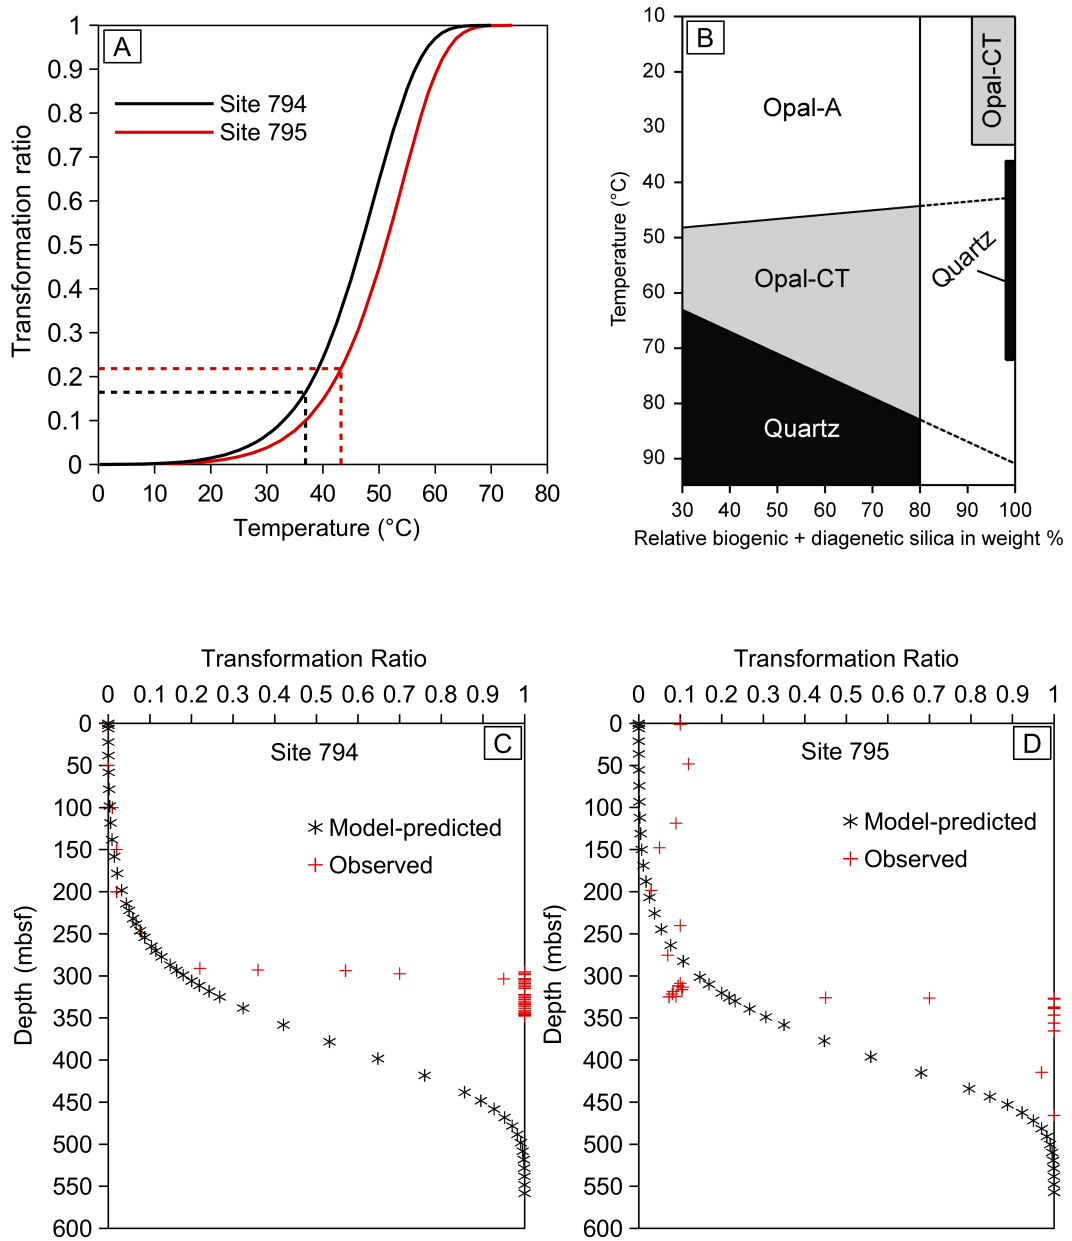 A
Site 794
Site 795
Transformation ratio
1
0.9
0.8
0.7
0.6
0.5
0.4
0.3
0.2
0.1
0
0 10 20 30 40 50 60 70 80
Temperature (°C)
B
Opal-A
Opal-CT
Opal-CT
Quartz
Quartz
Temperature (°C)
10
20
30
40
50
60
70
80
90
30 40 50 60 70 80 90 100
Relative biogenic + diagenetic silica in weight %
Transformation Ratio
0 0.1 0.2 0.3 0.4 0.5 0.6 0.7 0.8 0.9 1
Site 794
C
Model-predicted
Observed
Depth (mbsf)
0
50
100
150
200
250
300
350
400
450
500
550
600
Transformation Ratio
0 0.1 0.2 0.3 0.4 0.5 0.6 0.7 0.8 0.9 1
Site 795
D
Model-predicted
Observed
Depth (mbsf)
0
50
100
150
200
250
300
350
400
450
500
550
600